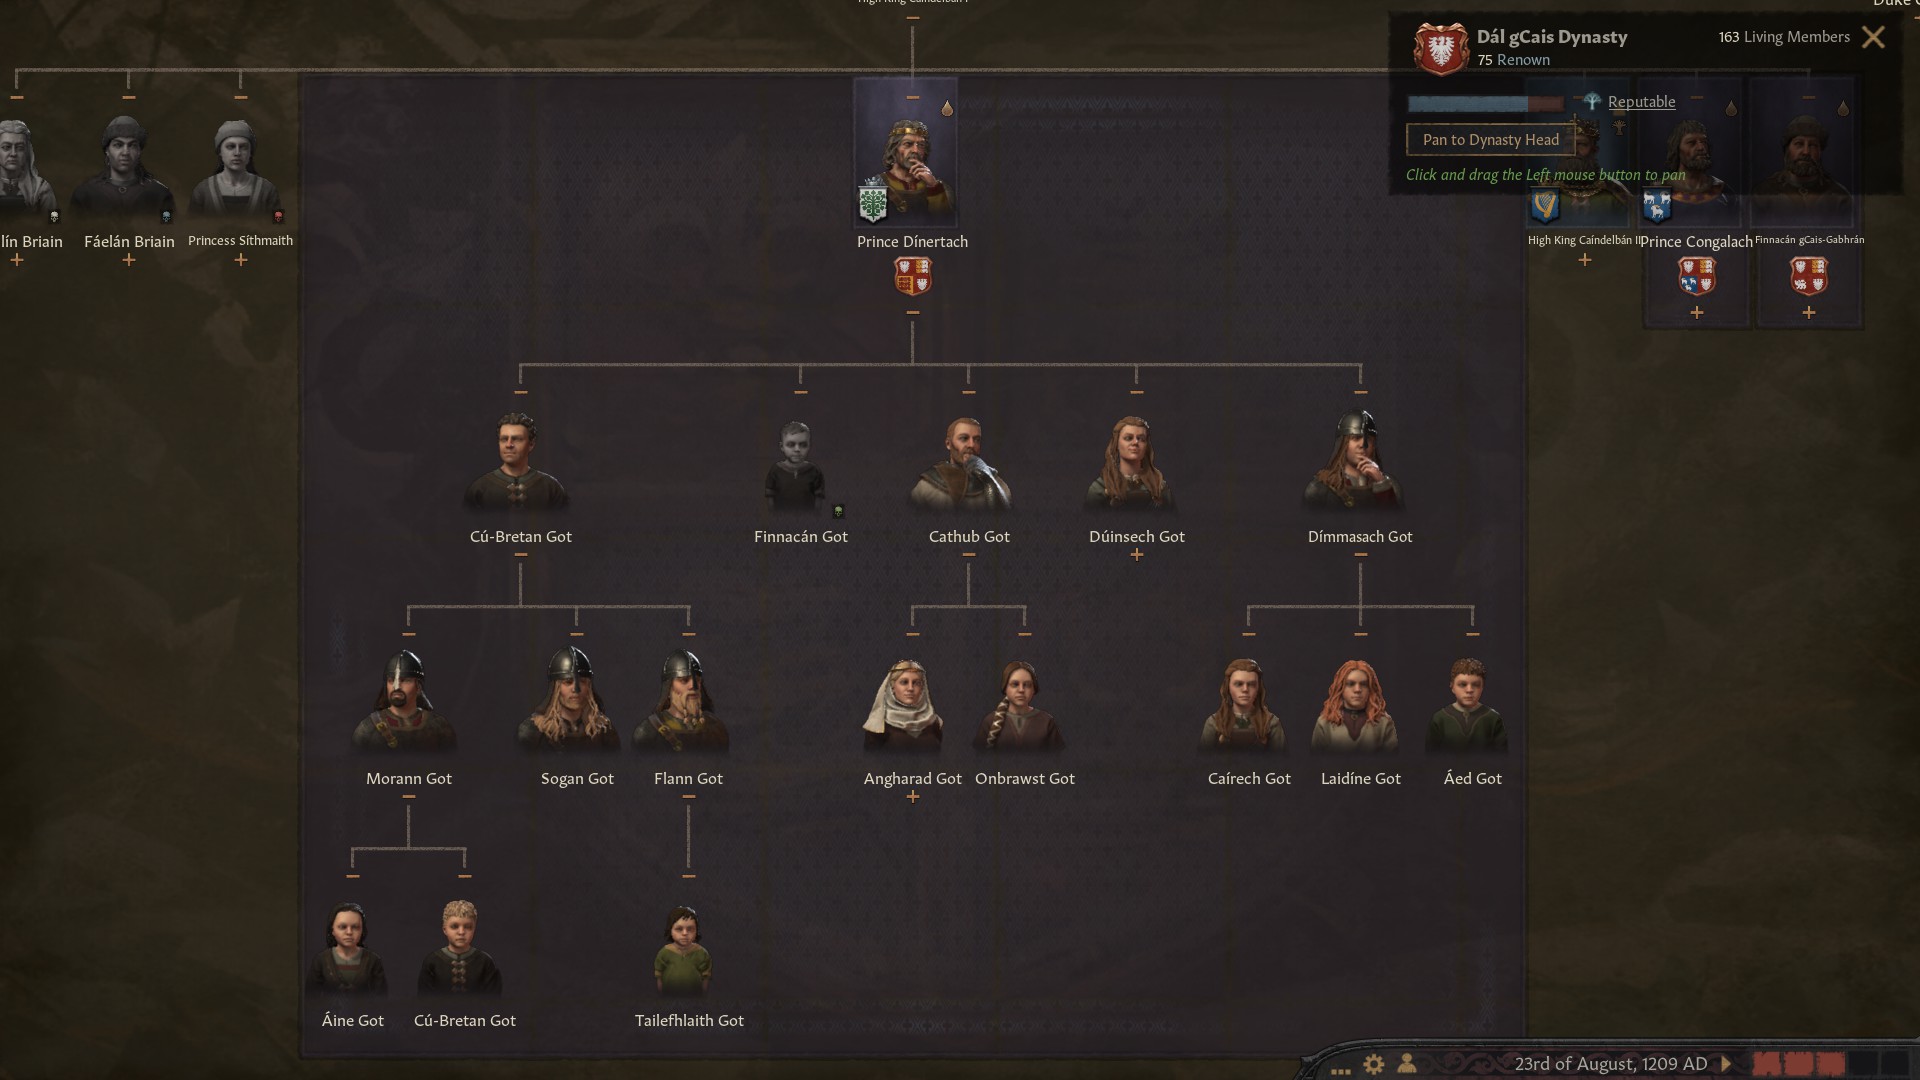 High King Caíndelbán I
Dál gCais Dynasty
163 Living Members
75 Renown
Reputable
Pan to Dynasty Head
Click and drag the Left mouse button to pan
lín Briain
Fáelán Briain
Princess Síthmaith
Prince Dínertach
High King Caíndelbán II
Prince Congalach
Finnacán gCais-Gabhrán
Cú-Bretan Got
Finnacán Got
Cathub Got
Dúinsech Got
Dímmasach Got
Morann Got
Sogan Got
Flann Got
Angharad Got
Onbrawst Got
Caírech Got
Laidíne Got
Áed Got
Áine Got
Cú-Bretan Got
Tailefhlaith Got
23rd of August, 1209 AD